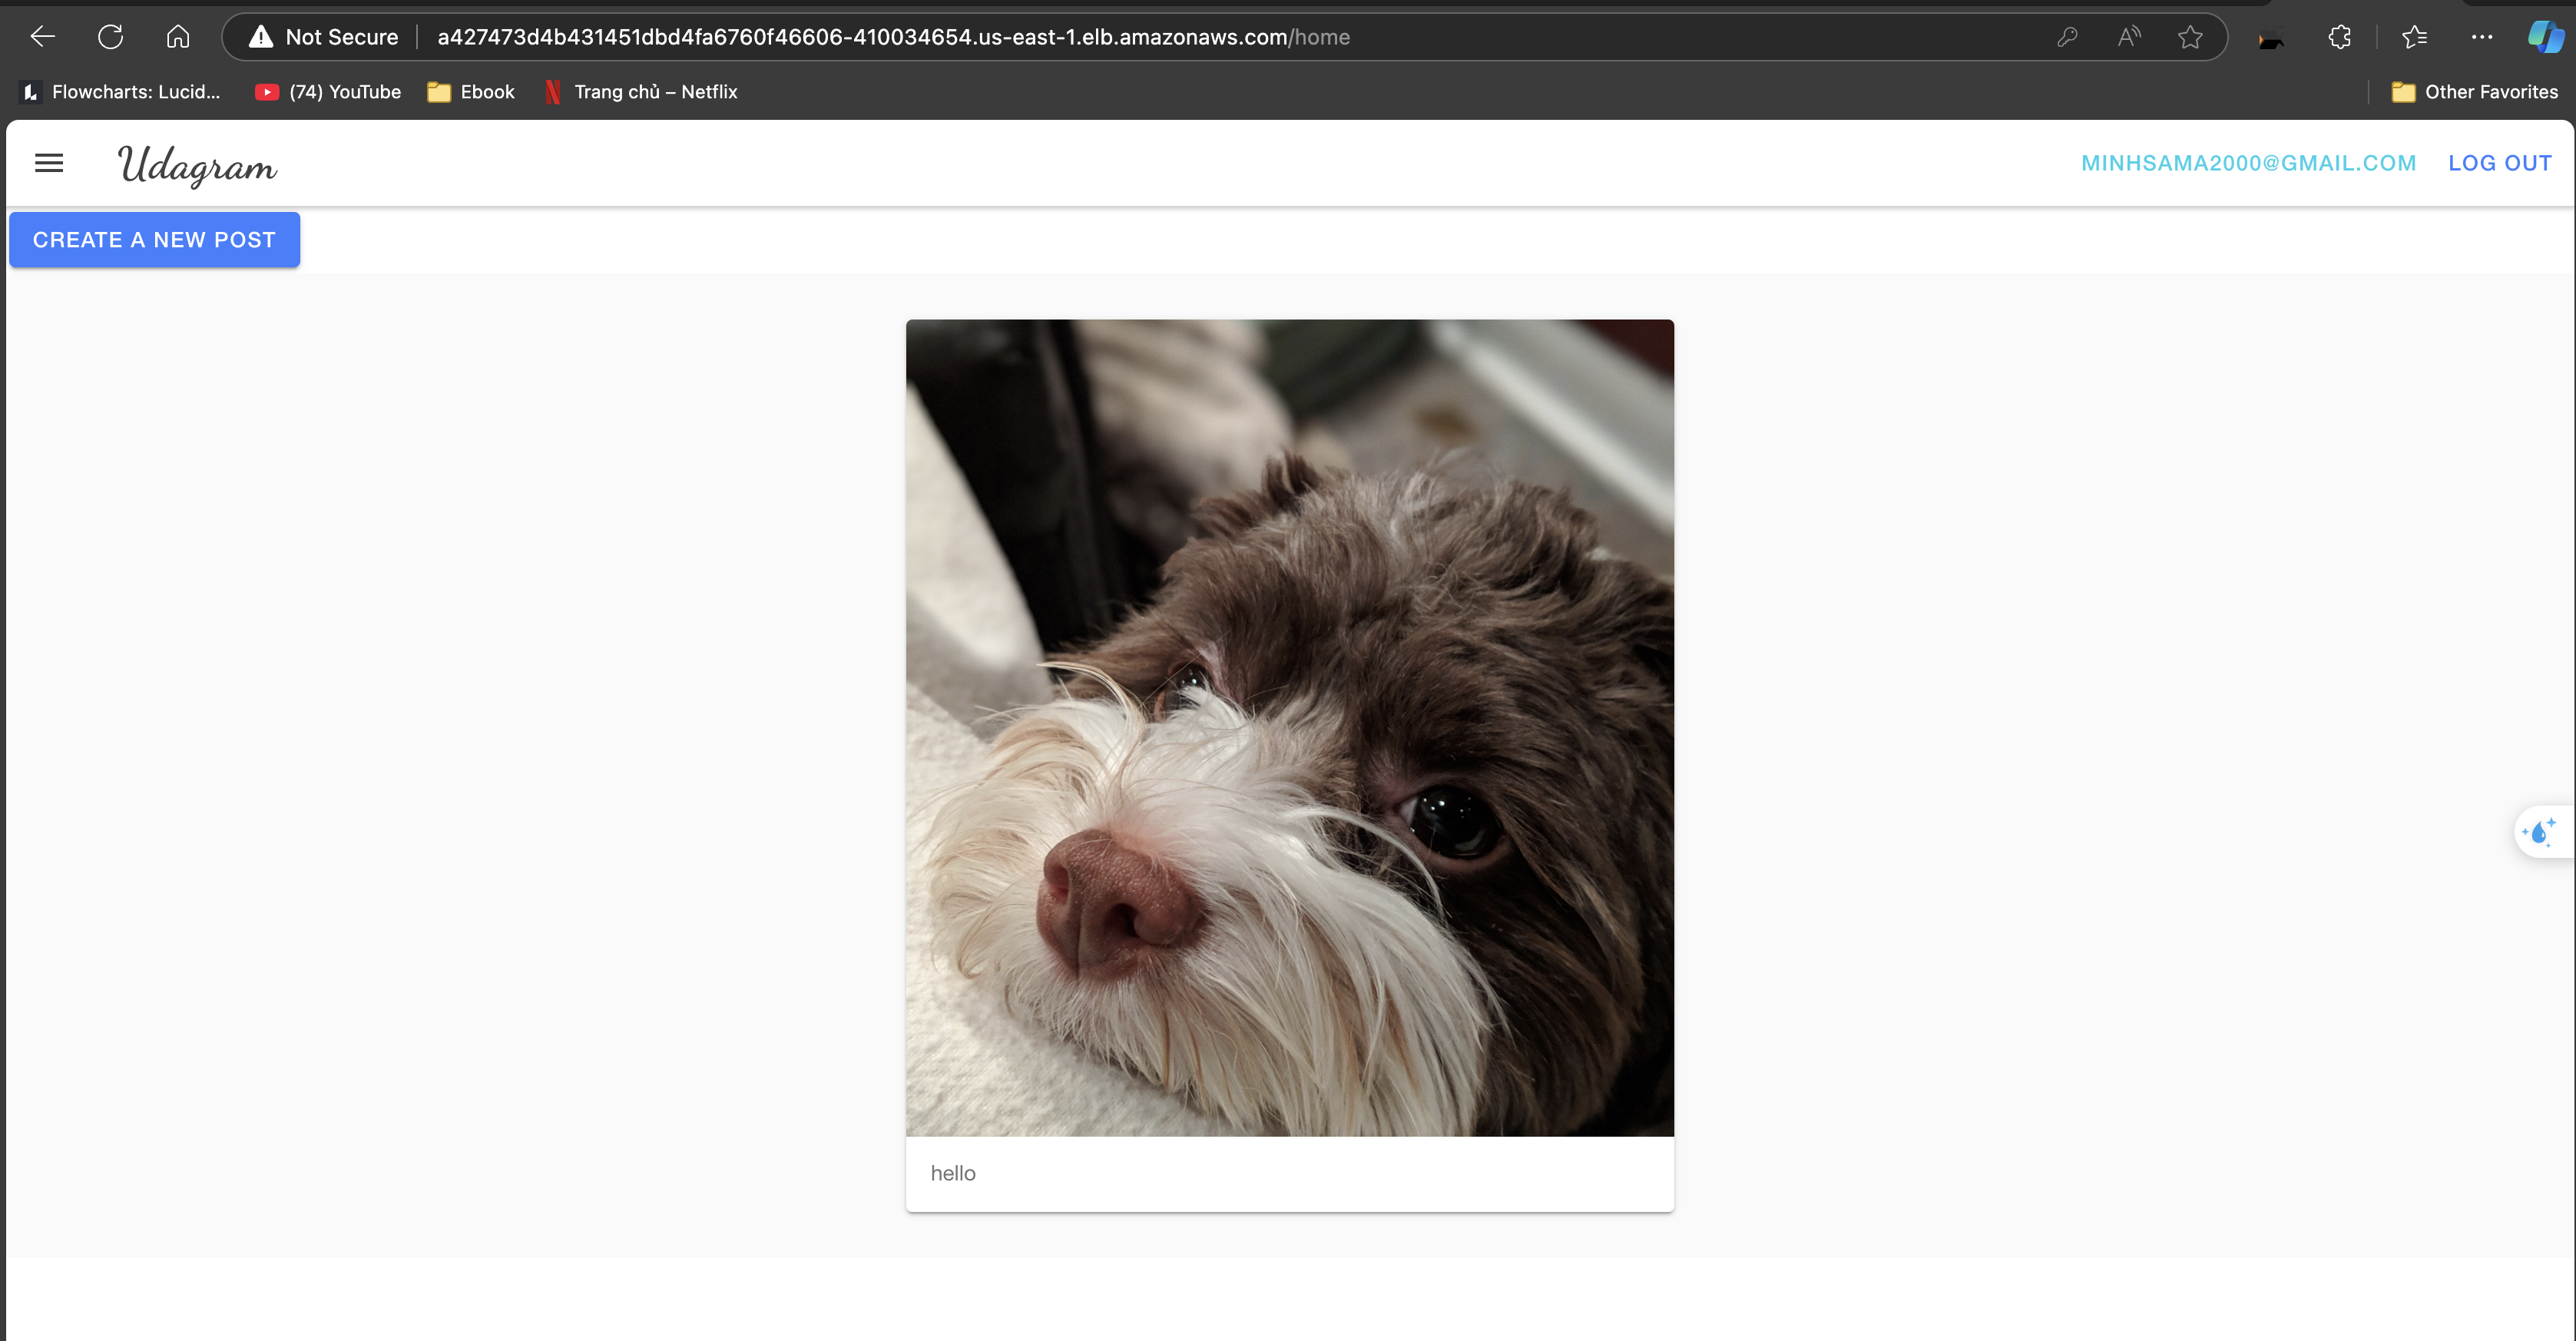 Not Secure a427473d4b431451dbd4fa6760f46606-410034654.us-east-1.elb.amazonaws.com/home
Flowcharts: Lucid... (74) YouTube Ebook Trang chủ – Netflix Other Favorites
Udagram MINHSAMA2000@GMAIL.COM LOG OUT
CREATE A NEW POST
hello